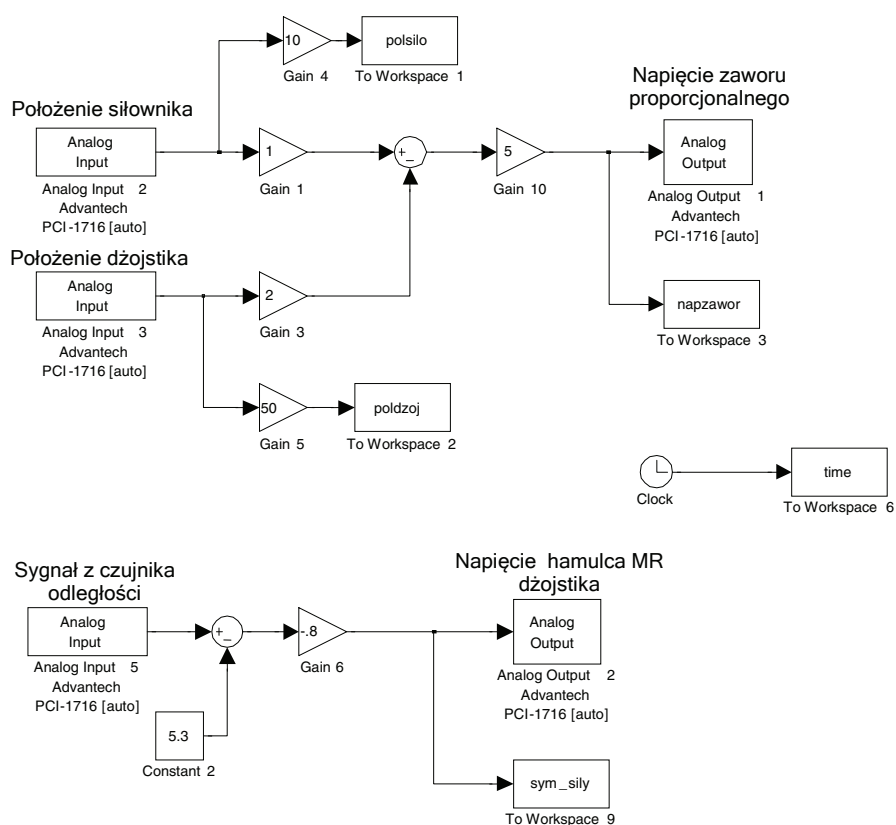 10
polsilo
Gain 4
To Workspace 1
Napięcie zaworu
proporcjonalnego
Położenie siłownika
Analog
Input
1
+
_
5
Analog
Output
Gain 1
Gain 10
Analog Input 2
Advantech
PCI-1716 [auto]
Analog Output 1
Advantech
PCI-1716 [auto]
Położenie dżojstika
Analog
Input
2
napzawor
Gain 3
To Workspace 3
Analog Input 3
Advantech
PCI-1716 [auto]
50
poldzoj
Gain 5
To Workspace 2
time
Clock
To Workspace 6
Sygnał z czujnika
odległości
Napięcie hamulca MR
dżojstika
Analog
Input
+
_
-.8
Analog
Output
Gain 6
Analog Input 5
Advantech
PCI-1716 [auto]
Analog Output 2
Advantech
PCI-1716 [auto]
5.3
Constant 2
sym_sily
To Workspace 9